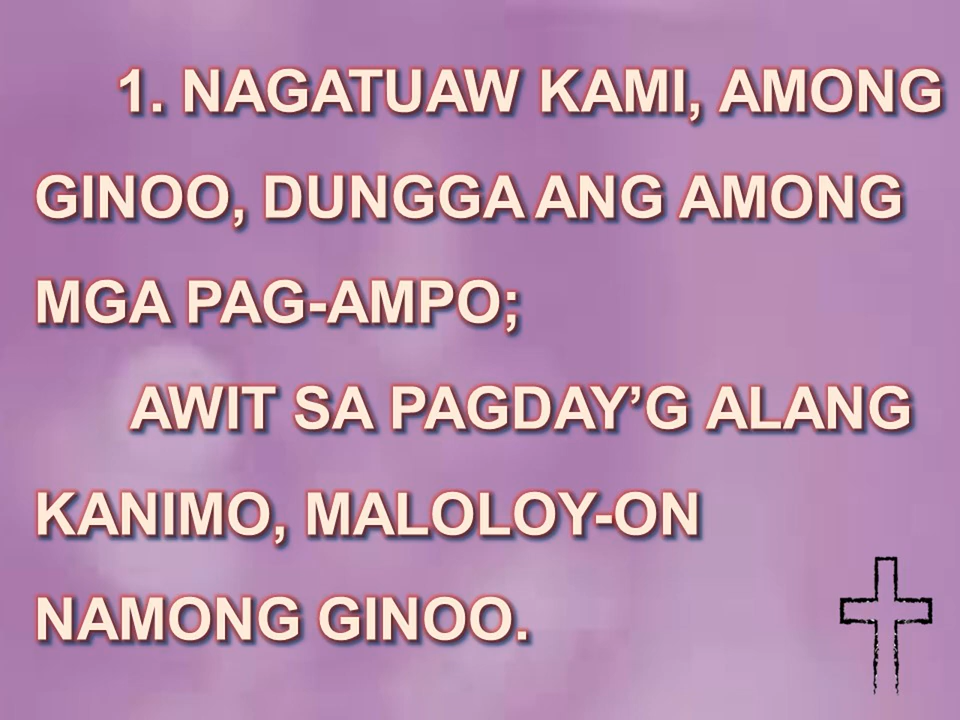 1. NAGATUAW KAMI, AMONG
GINOO, DUNGGA ANG AMONG
MGA PAG-AMPO;
AWIT SA PAGDAY’G ALANG
KANIMO, MALOLOY-ON
NAMONG GINOO.